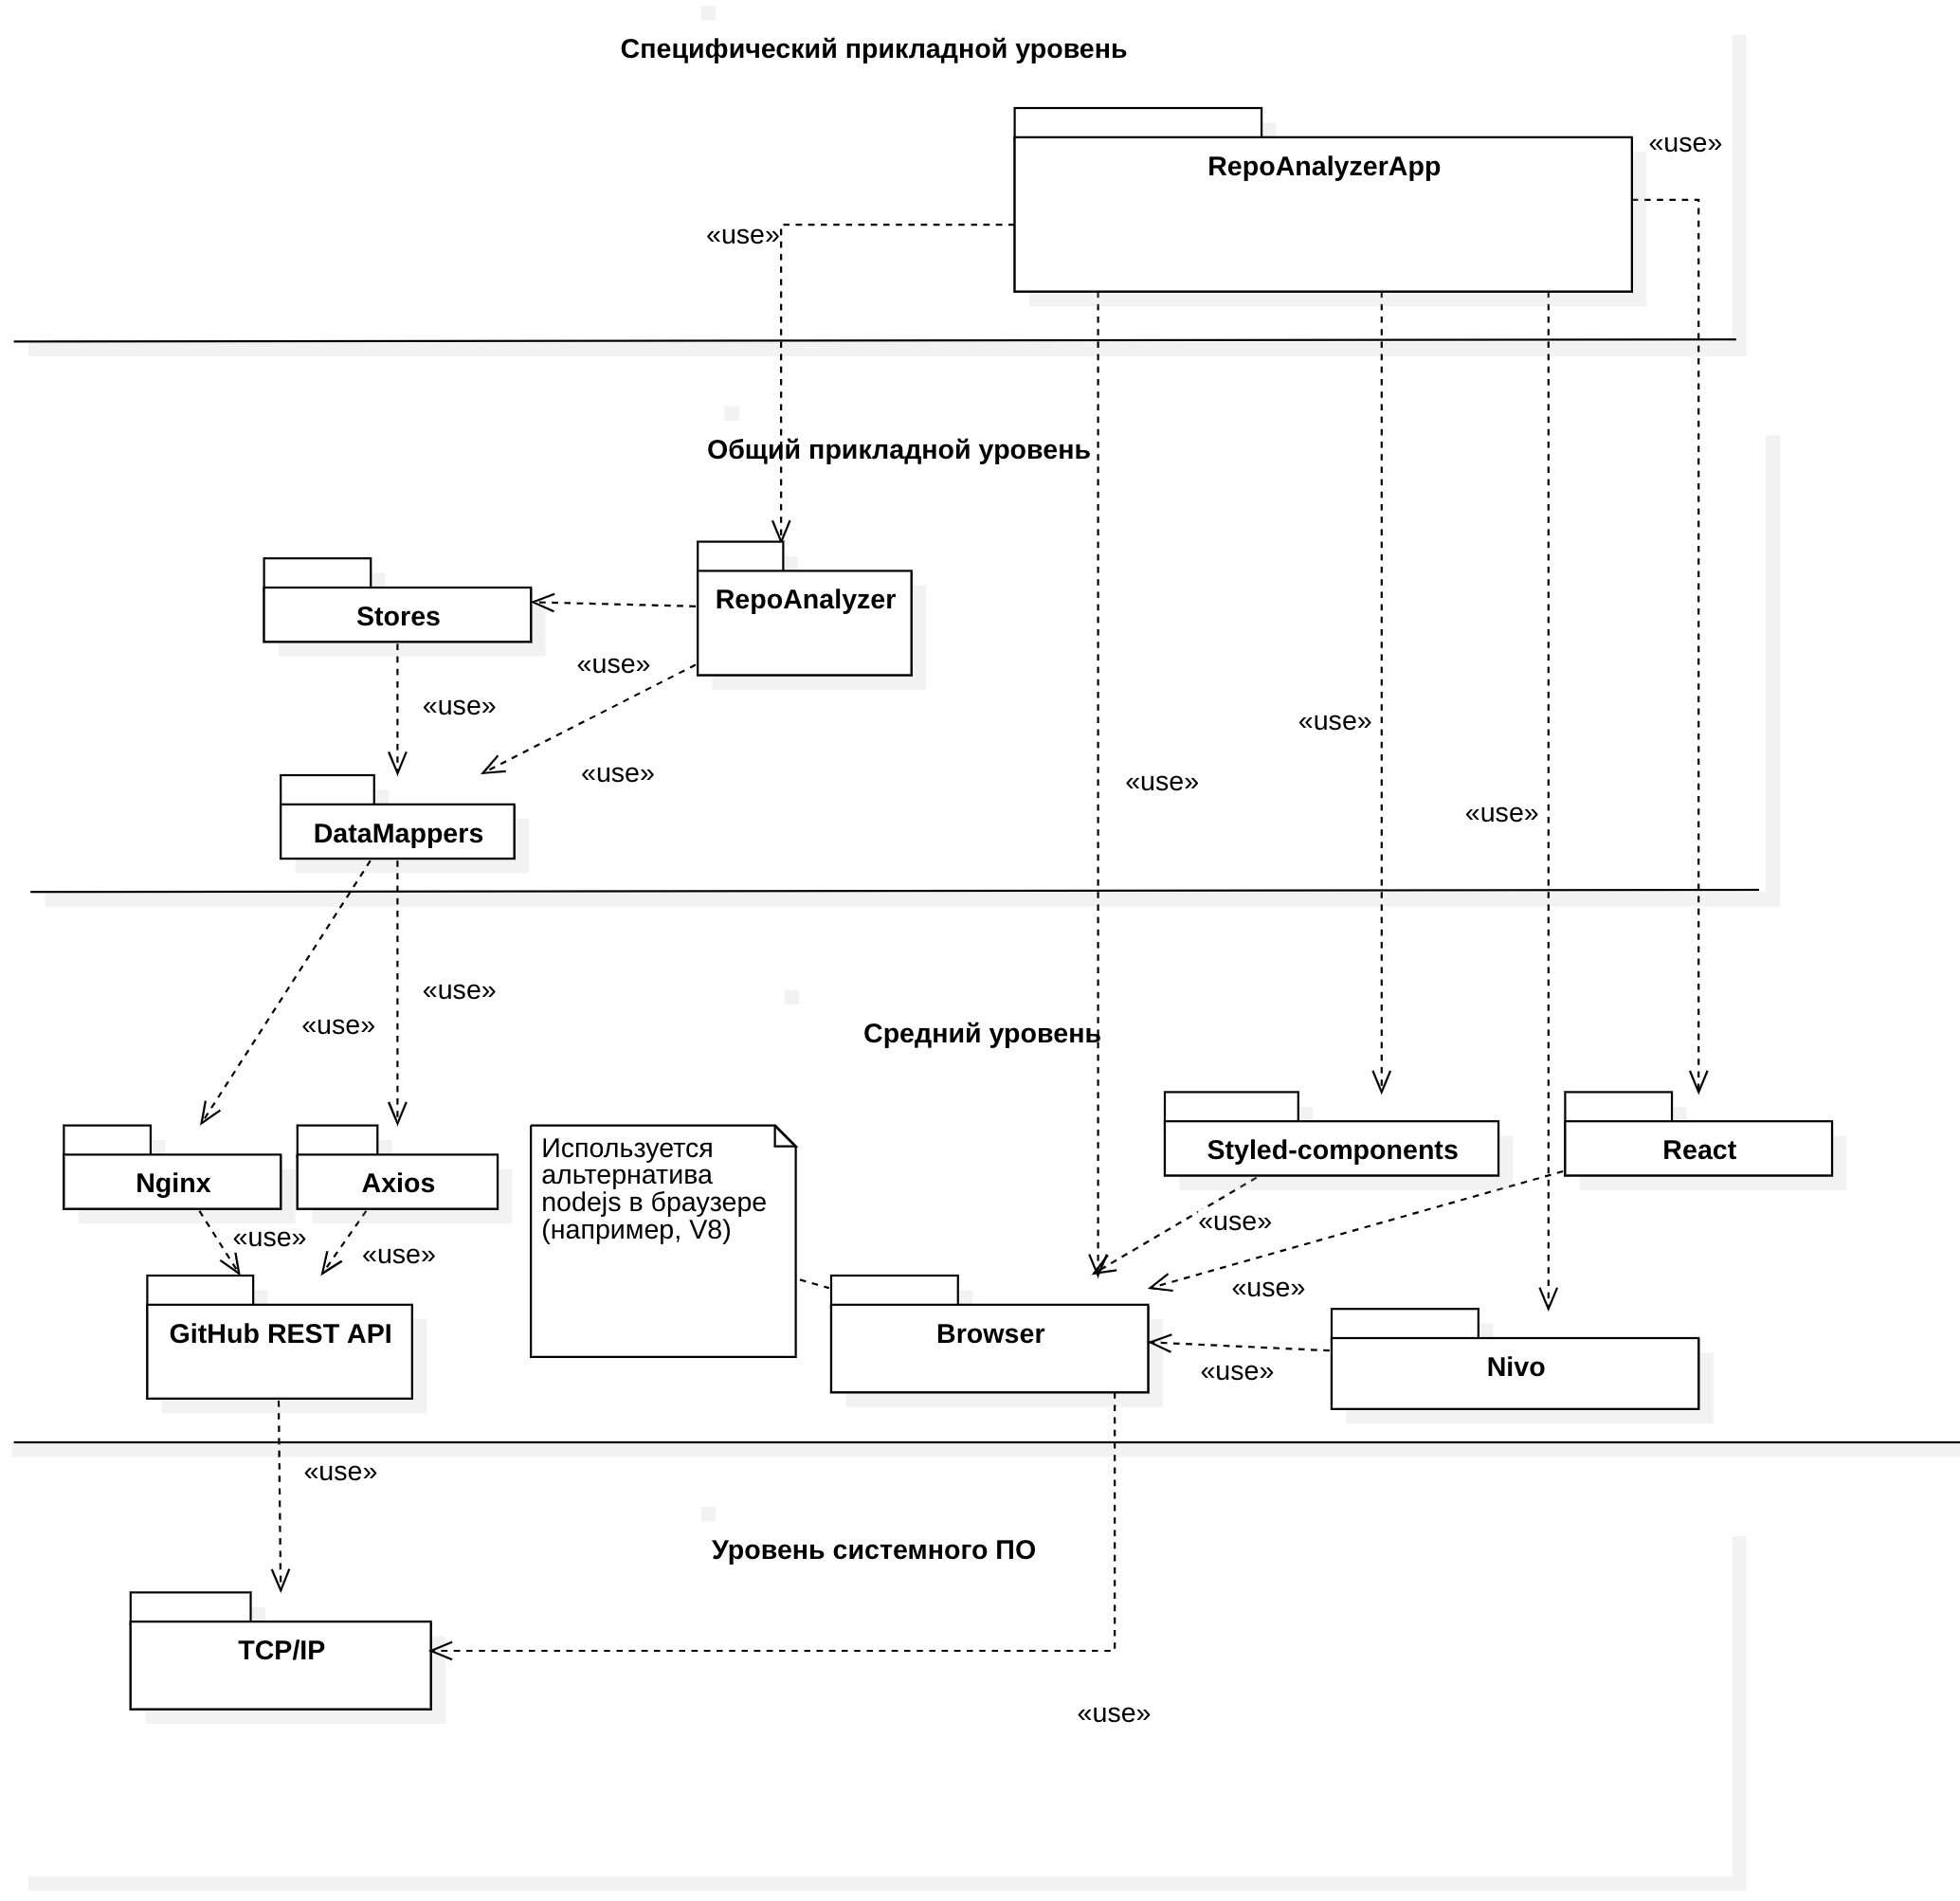 Специфический прикладной уровень
«use»
RepoAnalyzerApp
«use»
Общий прикладной уровень
RepoAnalyzer
Stores
«use»
«use»
«use»
«use»
«use»
«use»
DataMappers
«use»
«use»
Средний уровень
Используется
альтернатива
nodejs в браузере
(например, V8)
Styled-components
React
Nginx
Axios
«use»
«use»
«use»
«use»
GitHub REST API
Browser
«use»
Nivo
«use»
Уровень системного ПО
TCP/IP
«use»